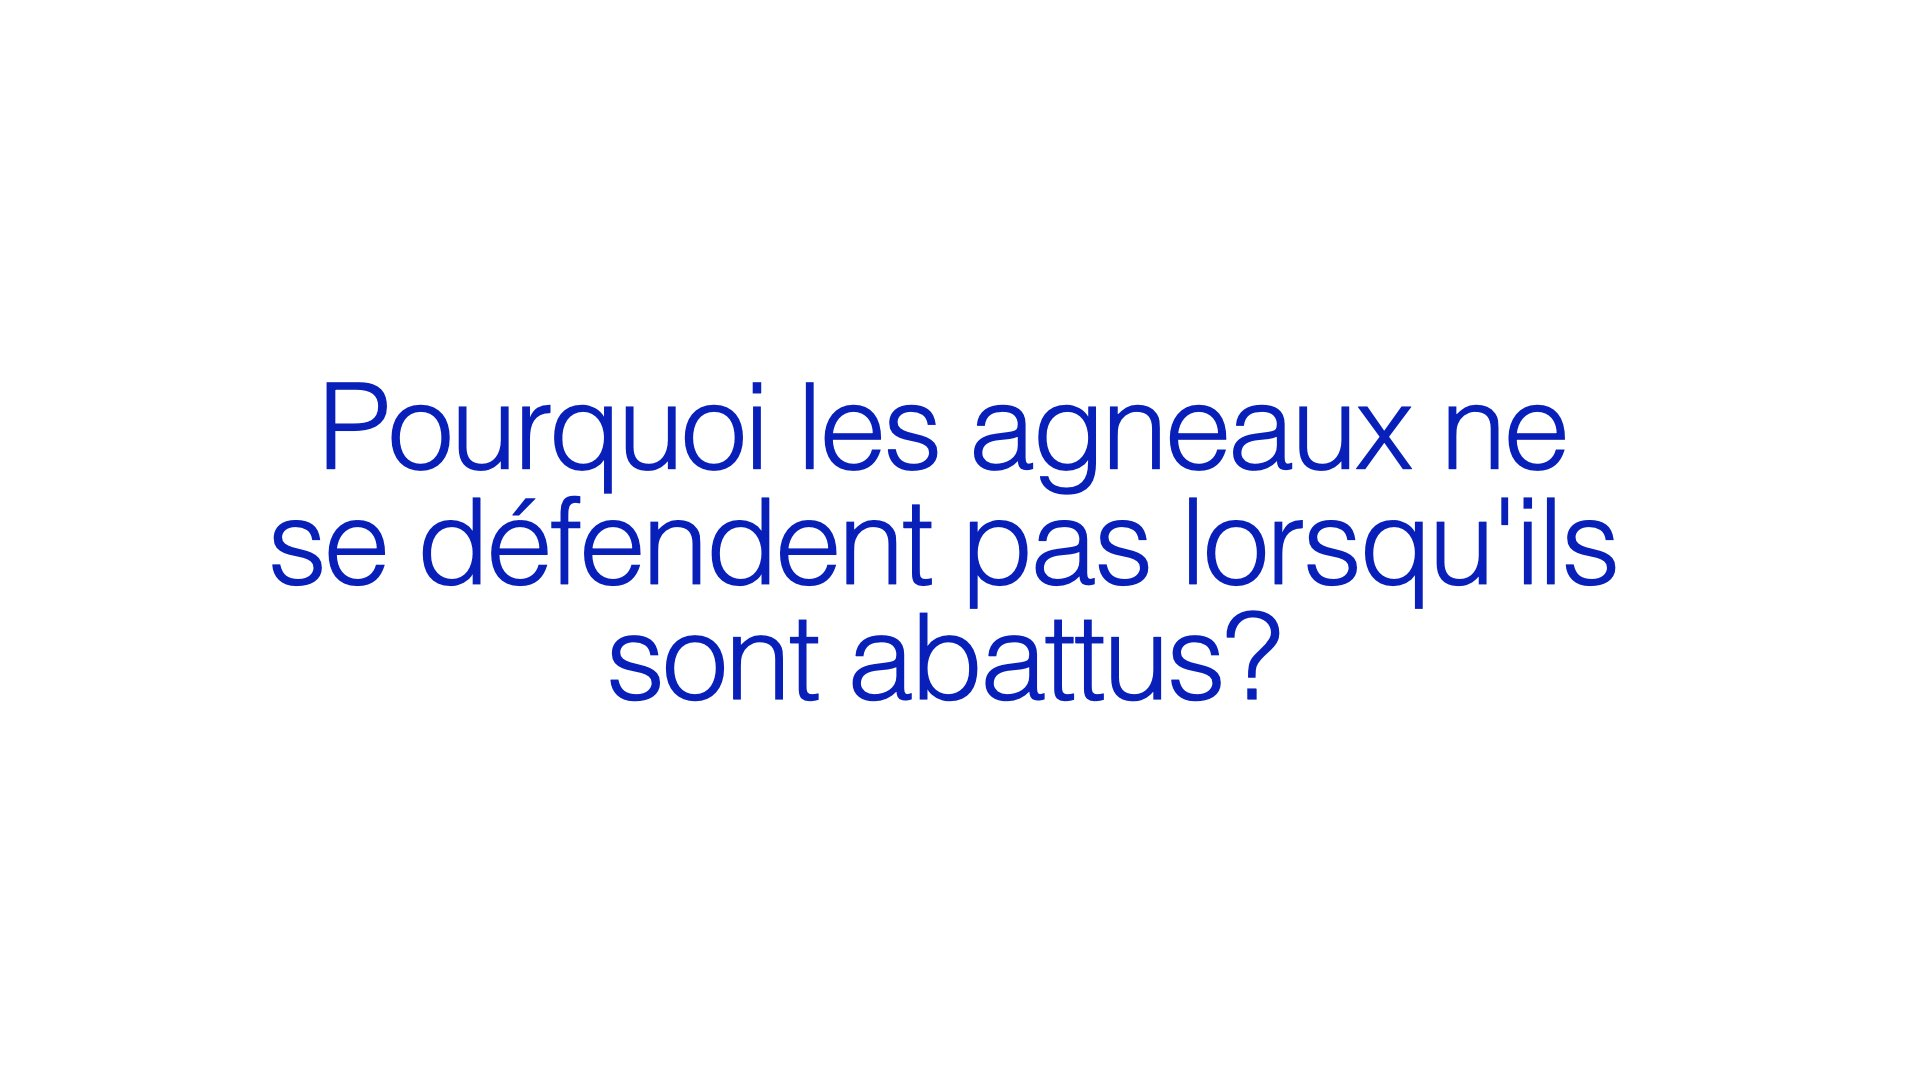 Pourquoi les agneaux ne
se défendent pas lorsqu'ils
sont abattus?